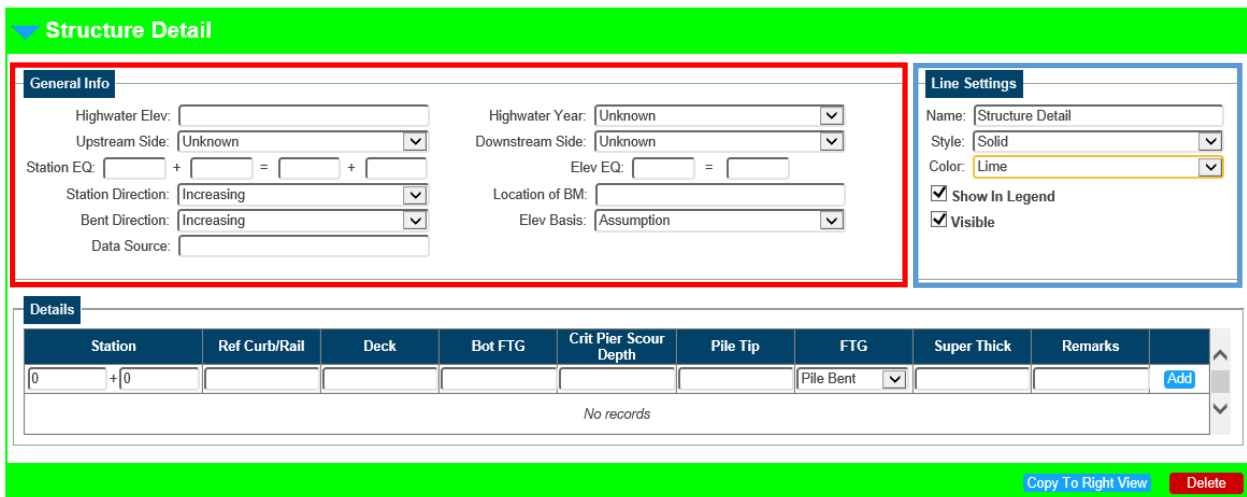 Structure Detail
General Info
Highwater Elev:
Highwater Year: Unknown
Upstream Side: Unknown
Downstream Side: Unknown
Station EQ: + = +
Elev EQ: =
Station Direction: Increasing
Location of BM:
Bent Direction: Increasing
Elev Basis: Assumption
Data Source:
Line Settings
Name: Structure Detail
Style: Solid
Color: Lime
Show In Legend
Visible
Details
Station Ref Curb/Rail Deck Bot FTG Crit Pier Scour Depth Pile Tip FTG Super Thick Remarks
0 + 0 Pile Bent Add
No records
Copy To Right View Delete